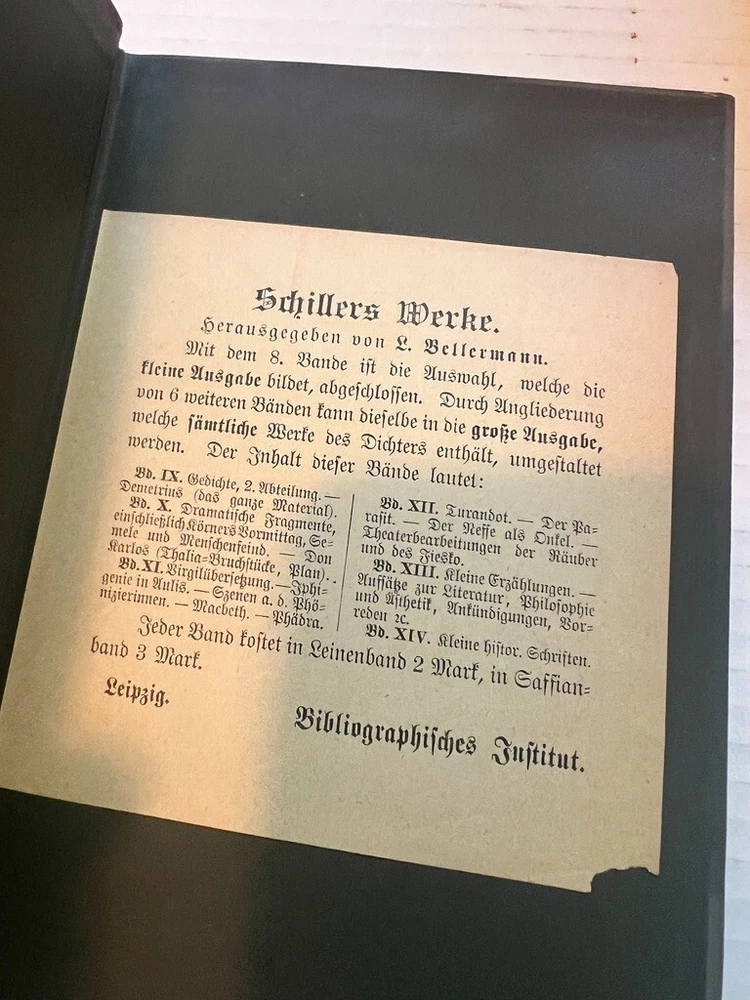 Schillers Werke.
Herausgegeben von L. Bellermann.
Mit dem 8. Bande ist die Auswahl, welche die
kleine Ausgabe bildet, abgeschlossen. Durch Angliederung
von 6 weiteren Bänden kann dieselbe in die große Ausgabe,
welche sämtliche Werke des Dichters enthält, umgestaltet
werden. Der Inhalt dieser Bände lautet:
Bd. IX. Gedichte, 2. Abteilung. —
Demetrius (das ganze Material).
Bd. X. Dramatische Fragmente,
einschließlich Körners Vormittag, Se-
mele und Menschenfeind. — Don
Karlos (Thalia-Bruchstücke, Plan).
Bd. XI. Virgilübersetzung. — Iphi-
genie in Aulis. — Szenen a. d. Phö-
nizierinnen. — Macbeth. — Phädra.
Bd. XII. Turandot. — Der Pa-
rasit. — Der Neffe als Onkel. —
Theaterbearbeitungen der Räuber
und des Fiesko.
Bd. XIII. Kleine Erzählungen. —
Aufsätze zur Literatur, Philosophie
und Ästhetik, Ankündigungen, Vor-
reden ꝛc.
Bd. XIV. Kleine histor. Schriften.
Jeder Band kostet in Leinenband 2 Mark, in Saffian-
band 3 Mark.
Leipzig.
Bibliographisches Institut.